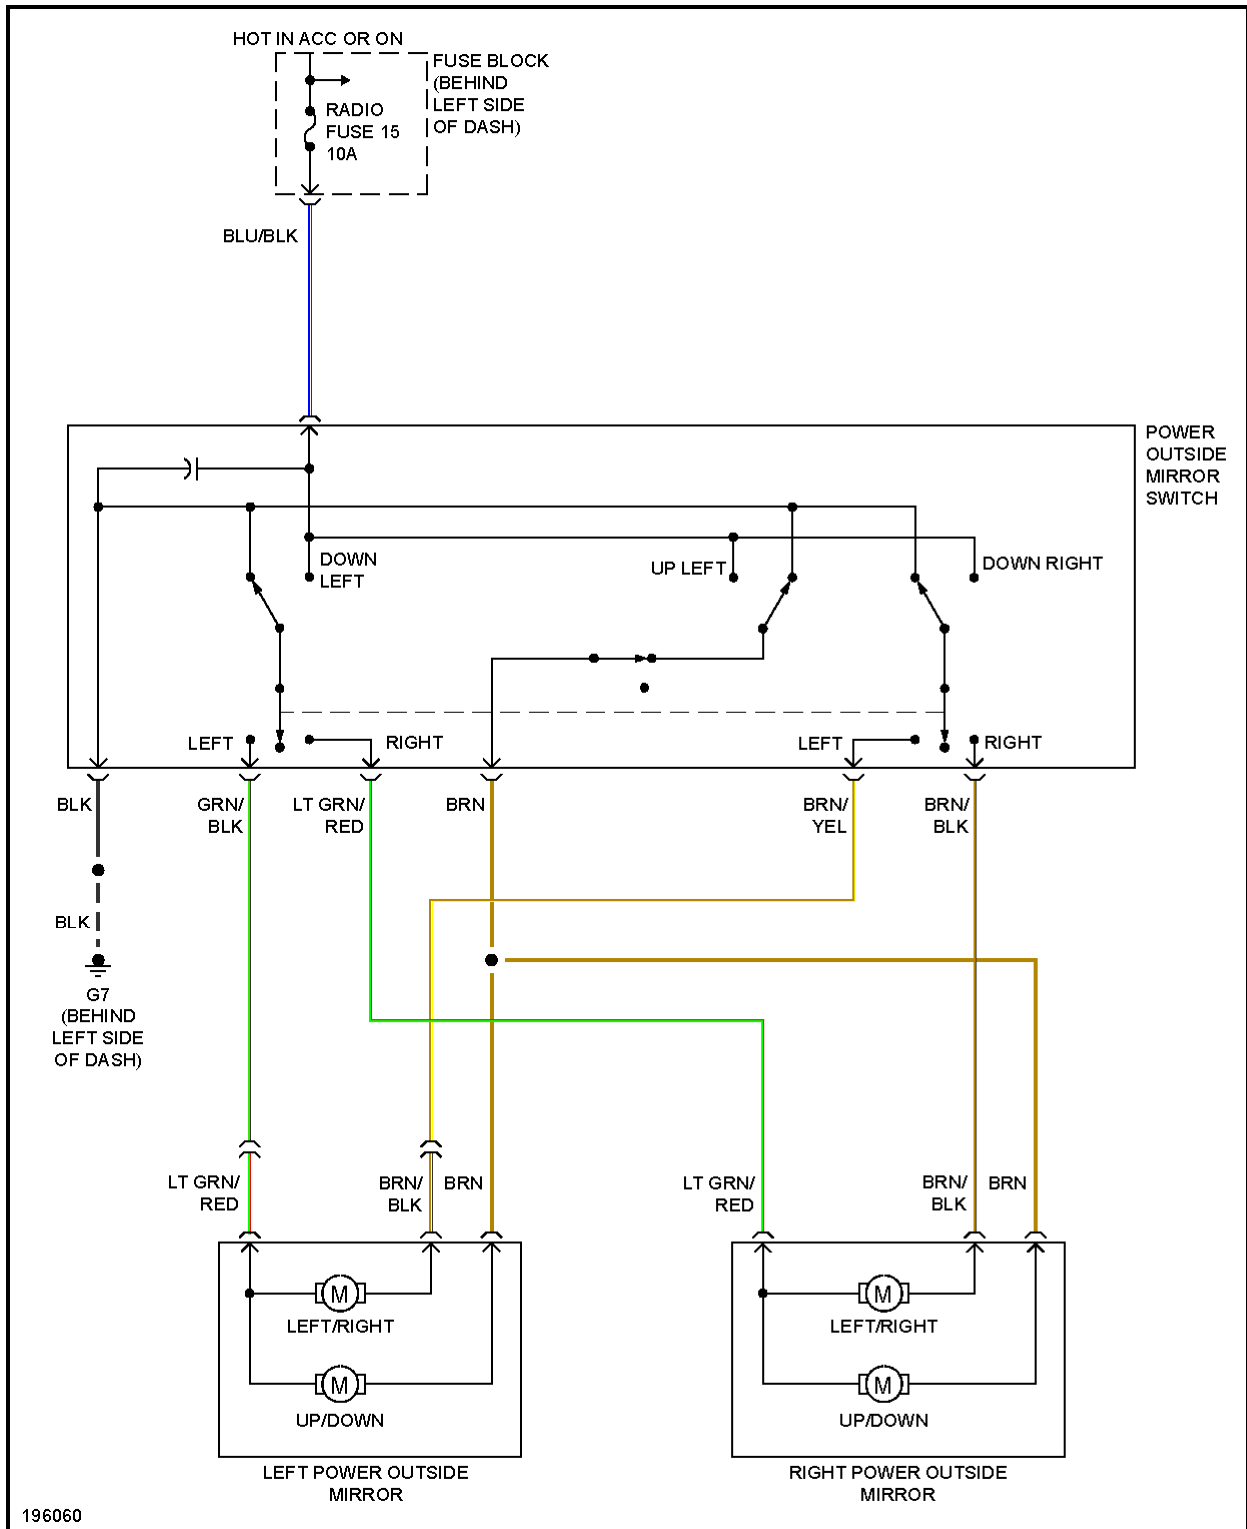 HOT IN ACC OR ON
FUSE BLOCK
(BEHIND
LEFT SIDE
OF DASH)
RADIO
FUSE 15
10A
BLU/BLK
POWER
OUTSIDE
MIRROR
SWITCH
DOWN
LEFT
UP LEFT
DOWN RIGHT
LEFT
RIGHT
LEFT
RIGHT
BLK
GRN/
BLK
LT GRN/
RED
BRN
BRN/
YEL
BRN/
BLK
BLK
G7
(BEHIND
LEFT SIDE
OF DASH)
LT GRN/
RED
BRN/
BLK
BRN
LT GRN/
RED
BRN/
BLK
BRN
M
LEFT/RIGHT
M
UP/DOWN
LEFT POWER OUTSIDE
MIRROR
M
LEFT/RIGHT
M
UP/DOWN
RIGHT POWER OUTSIDE
MIRROR
196060